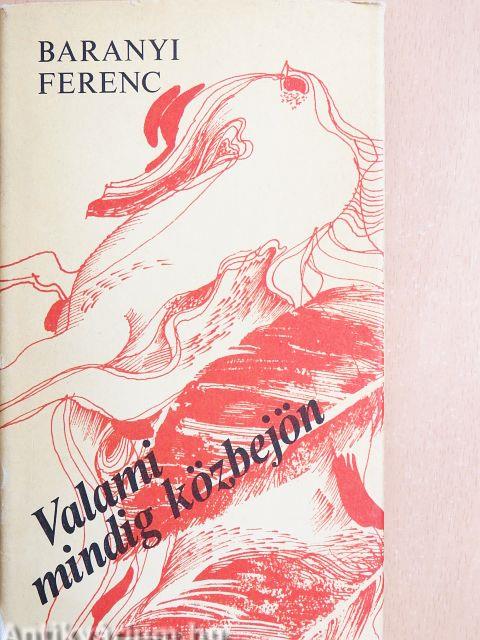 BARANYI
FERENC
Valami
mindig közbejön